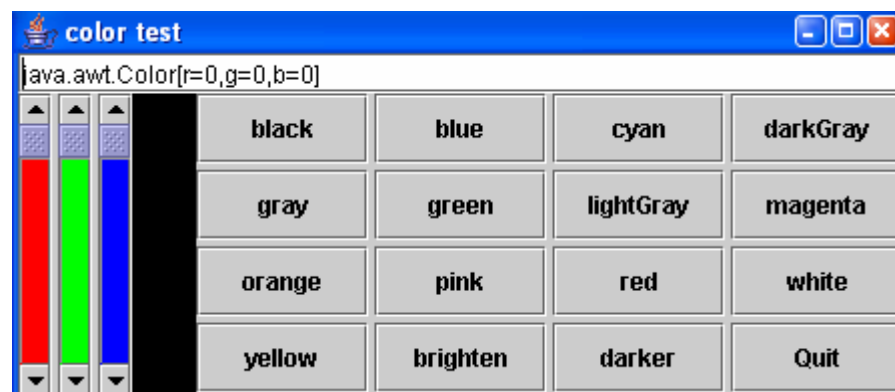 color test
java.awt.Color[r=0,g=0,b=0]
black blue cyan darkGray
gray green lightGray magenta
orange pink red white
yellow brighten darker Quit